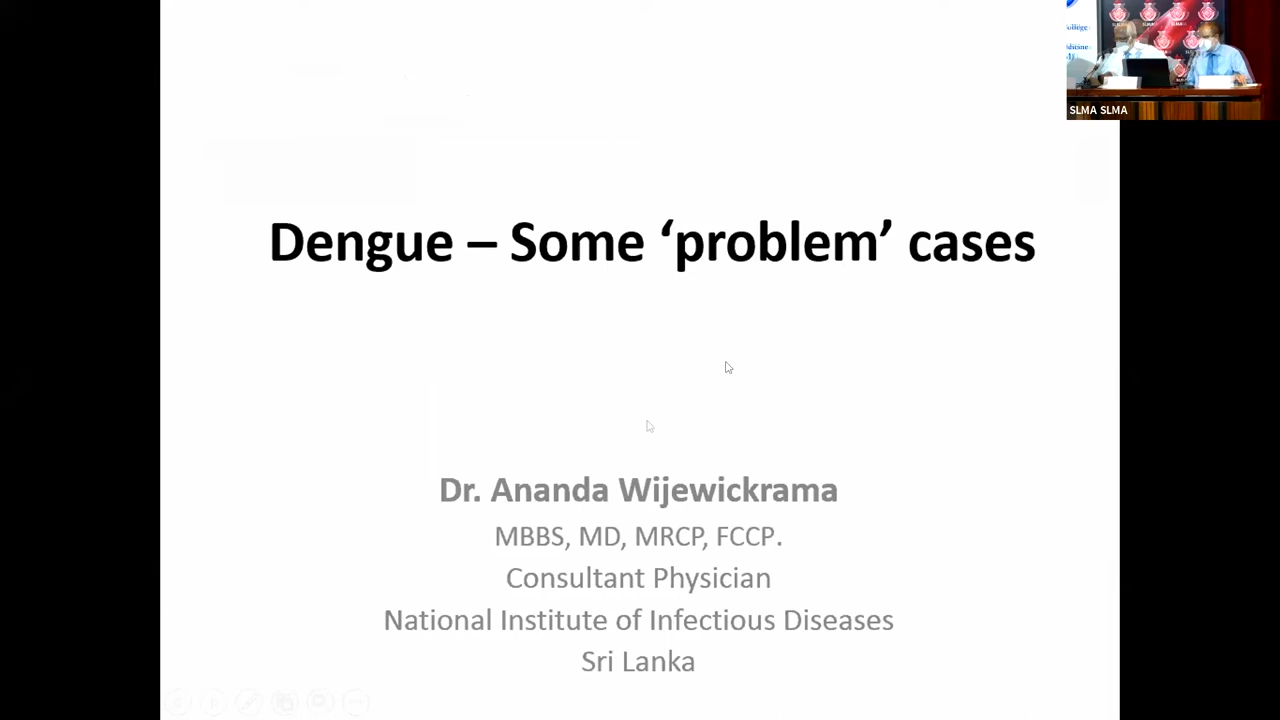 Dengue – Some ‘problem’ cases
Dr. Ananda Wijewickrama
MBBS, MD, MRCP, FCCP.
Consultant Physician
National Institute of Infectious Diseases
Sri Lanka
SLMA SLMA